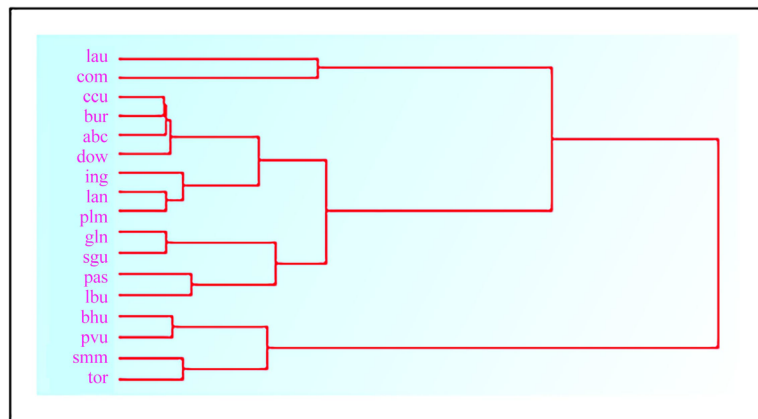 lau
com
ccu
bur
abc
dow
ing
lan
plm
gln
sgu
pas
lbu
bhu
pvu
smm
tor